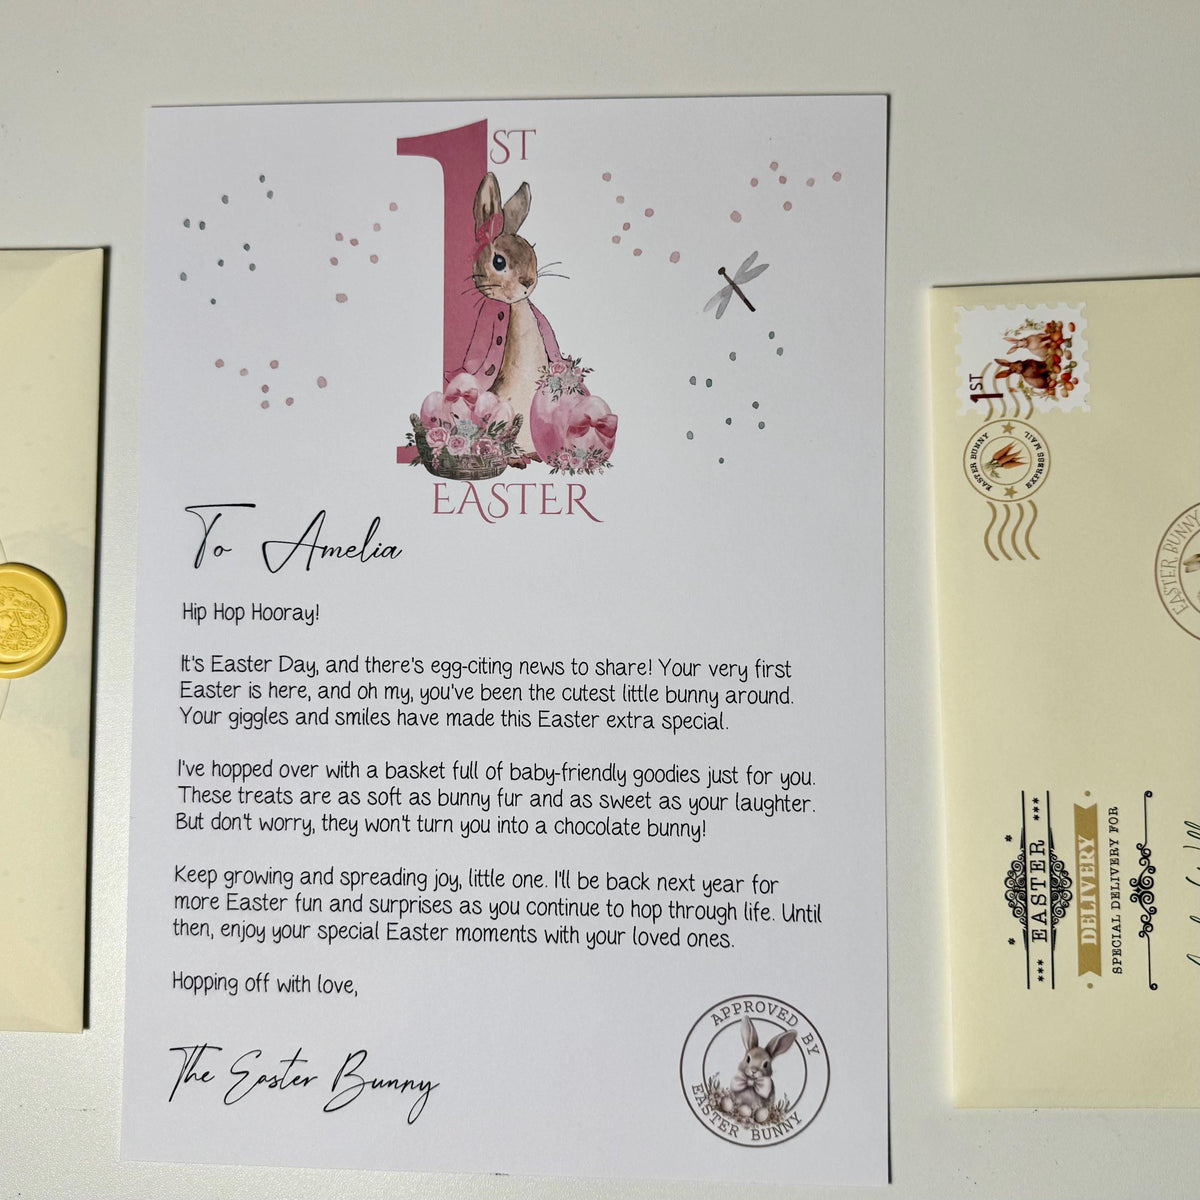 1ST
EASTER
To Amelia
Hip Hop Hooray!
It's Easter Day, and there's egg-citing news to share! Your very first
Easter is here, and oh my, you've been the cutest little bunny around.
Your giggles and smiles have made this Easter extra special.
I've hopped over with a basket full of baby-friendly goodies just for you.
These treats are as soft as bunny fur and as sweet as your laughter.
But don't worry, they won't turn you into a chocolate bunny!
Keep growing and spreading joy, little one. I'll be back next year for
more Easter fun and surprises as you continue to hop through life. Until
then, enjoy your special Easter moments with your loved ones.
Hopping off with love,
The Easter Bunny
APPROVED BY
EASTER BUNNY
1ST
EASTER BUNNY
EXPRESS MAIL
EASTER BUNNY
*** EASTER ***
DELIVERY
SPECIAL DELIVERY FOR